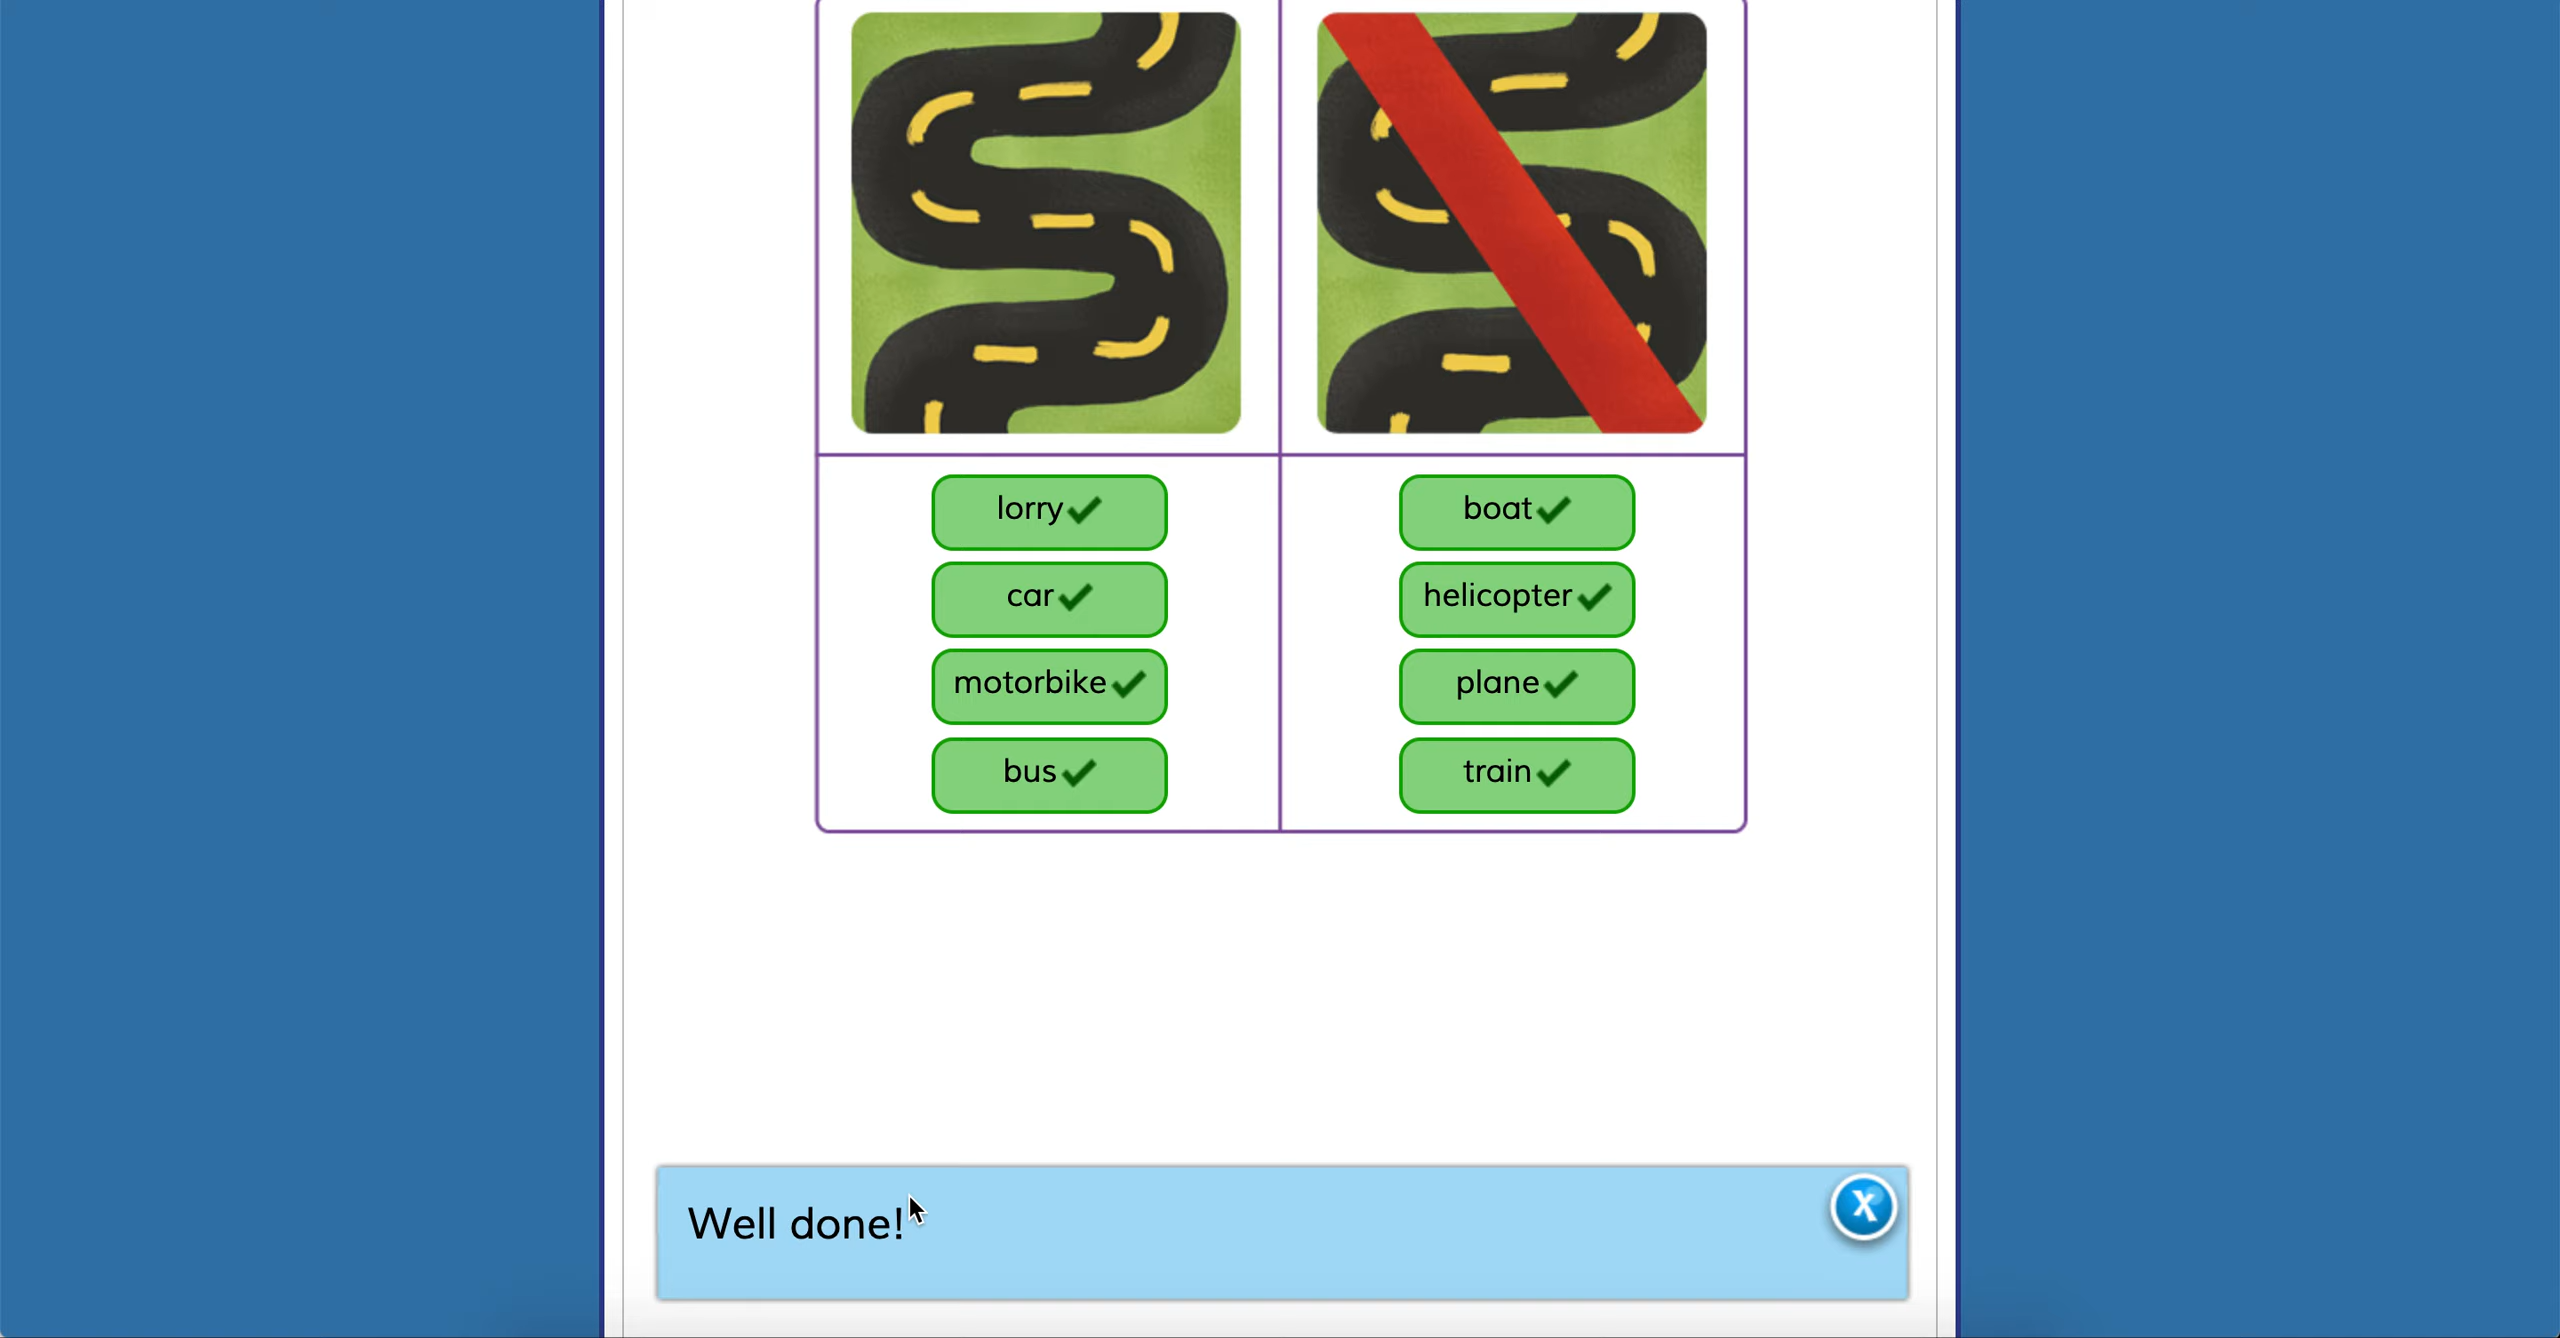 lorry
boat
car
helicopter
motorbike
plane
bus
train
Well done!
X